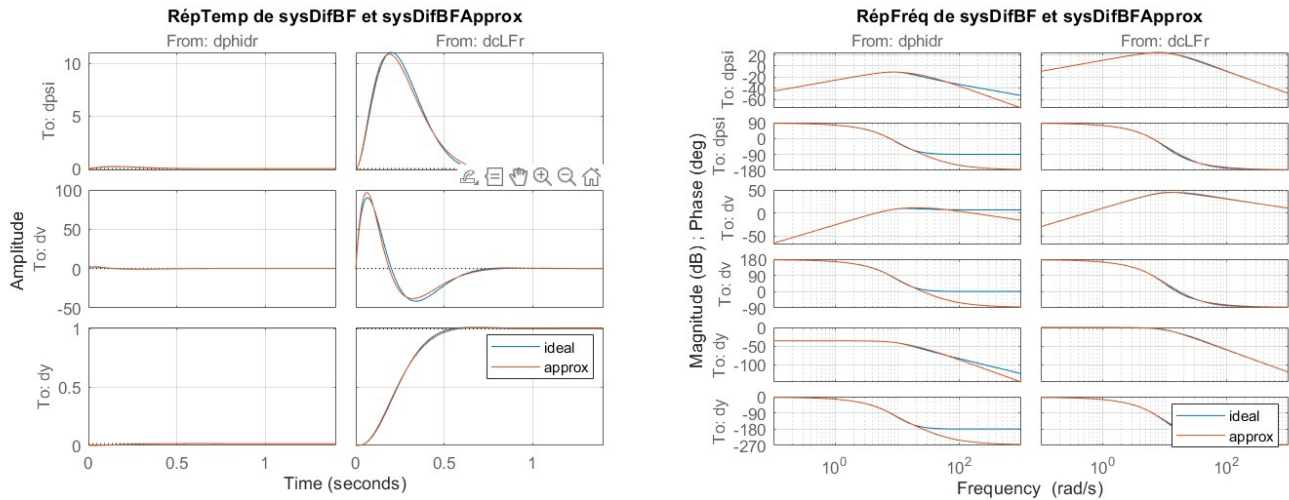 RépTemp de sysDifBF et sysDifBFApprox
From: dphidr
From: dcLFr
To: dpsi
10
5
0
To: dv
100
50
0
-50
To: dy
1
0.5
0
ideal
approx
0
0.5
1
0
0.5
1
Amplitude
Time (seconds)
RépFréq de sysDifBF et sysDifBFApprox
From: dphidr
From: dcLFr
To: dpsi
20
0
-20
-40
-60
To: dpsi
90
0
-90
-180
To: dv
50
0
-50
To: dv
180
90
0
-90
To: dy
0
-50
-100
To: dy
0
-90
-180
-270
ideal
approx
10^0
10^2
10^0
10^2
Magnitude (dB) ; Phase (deg)
Frequency (rad/s)